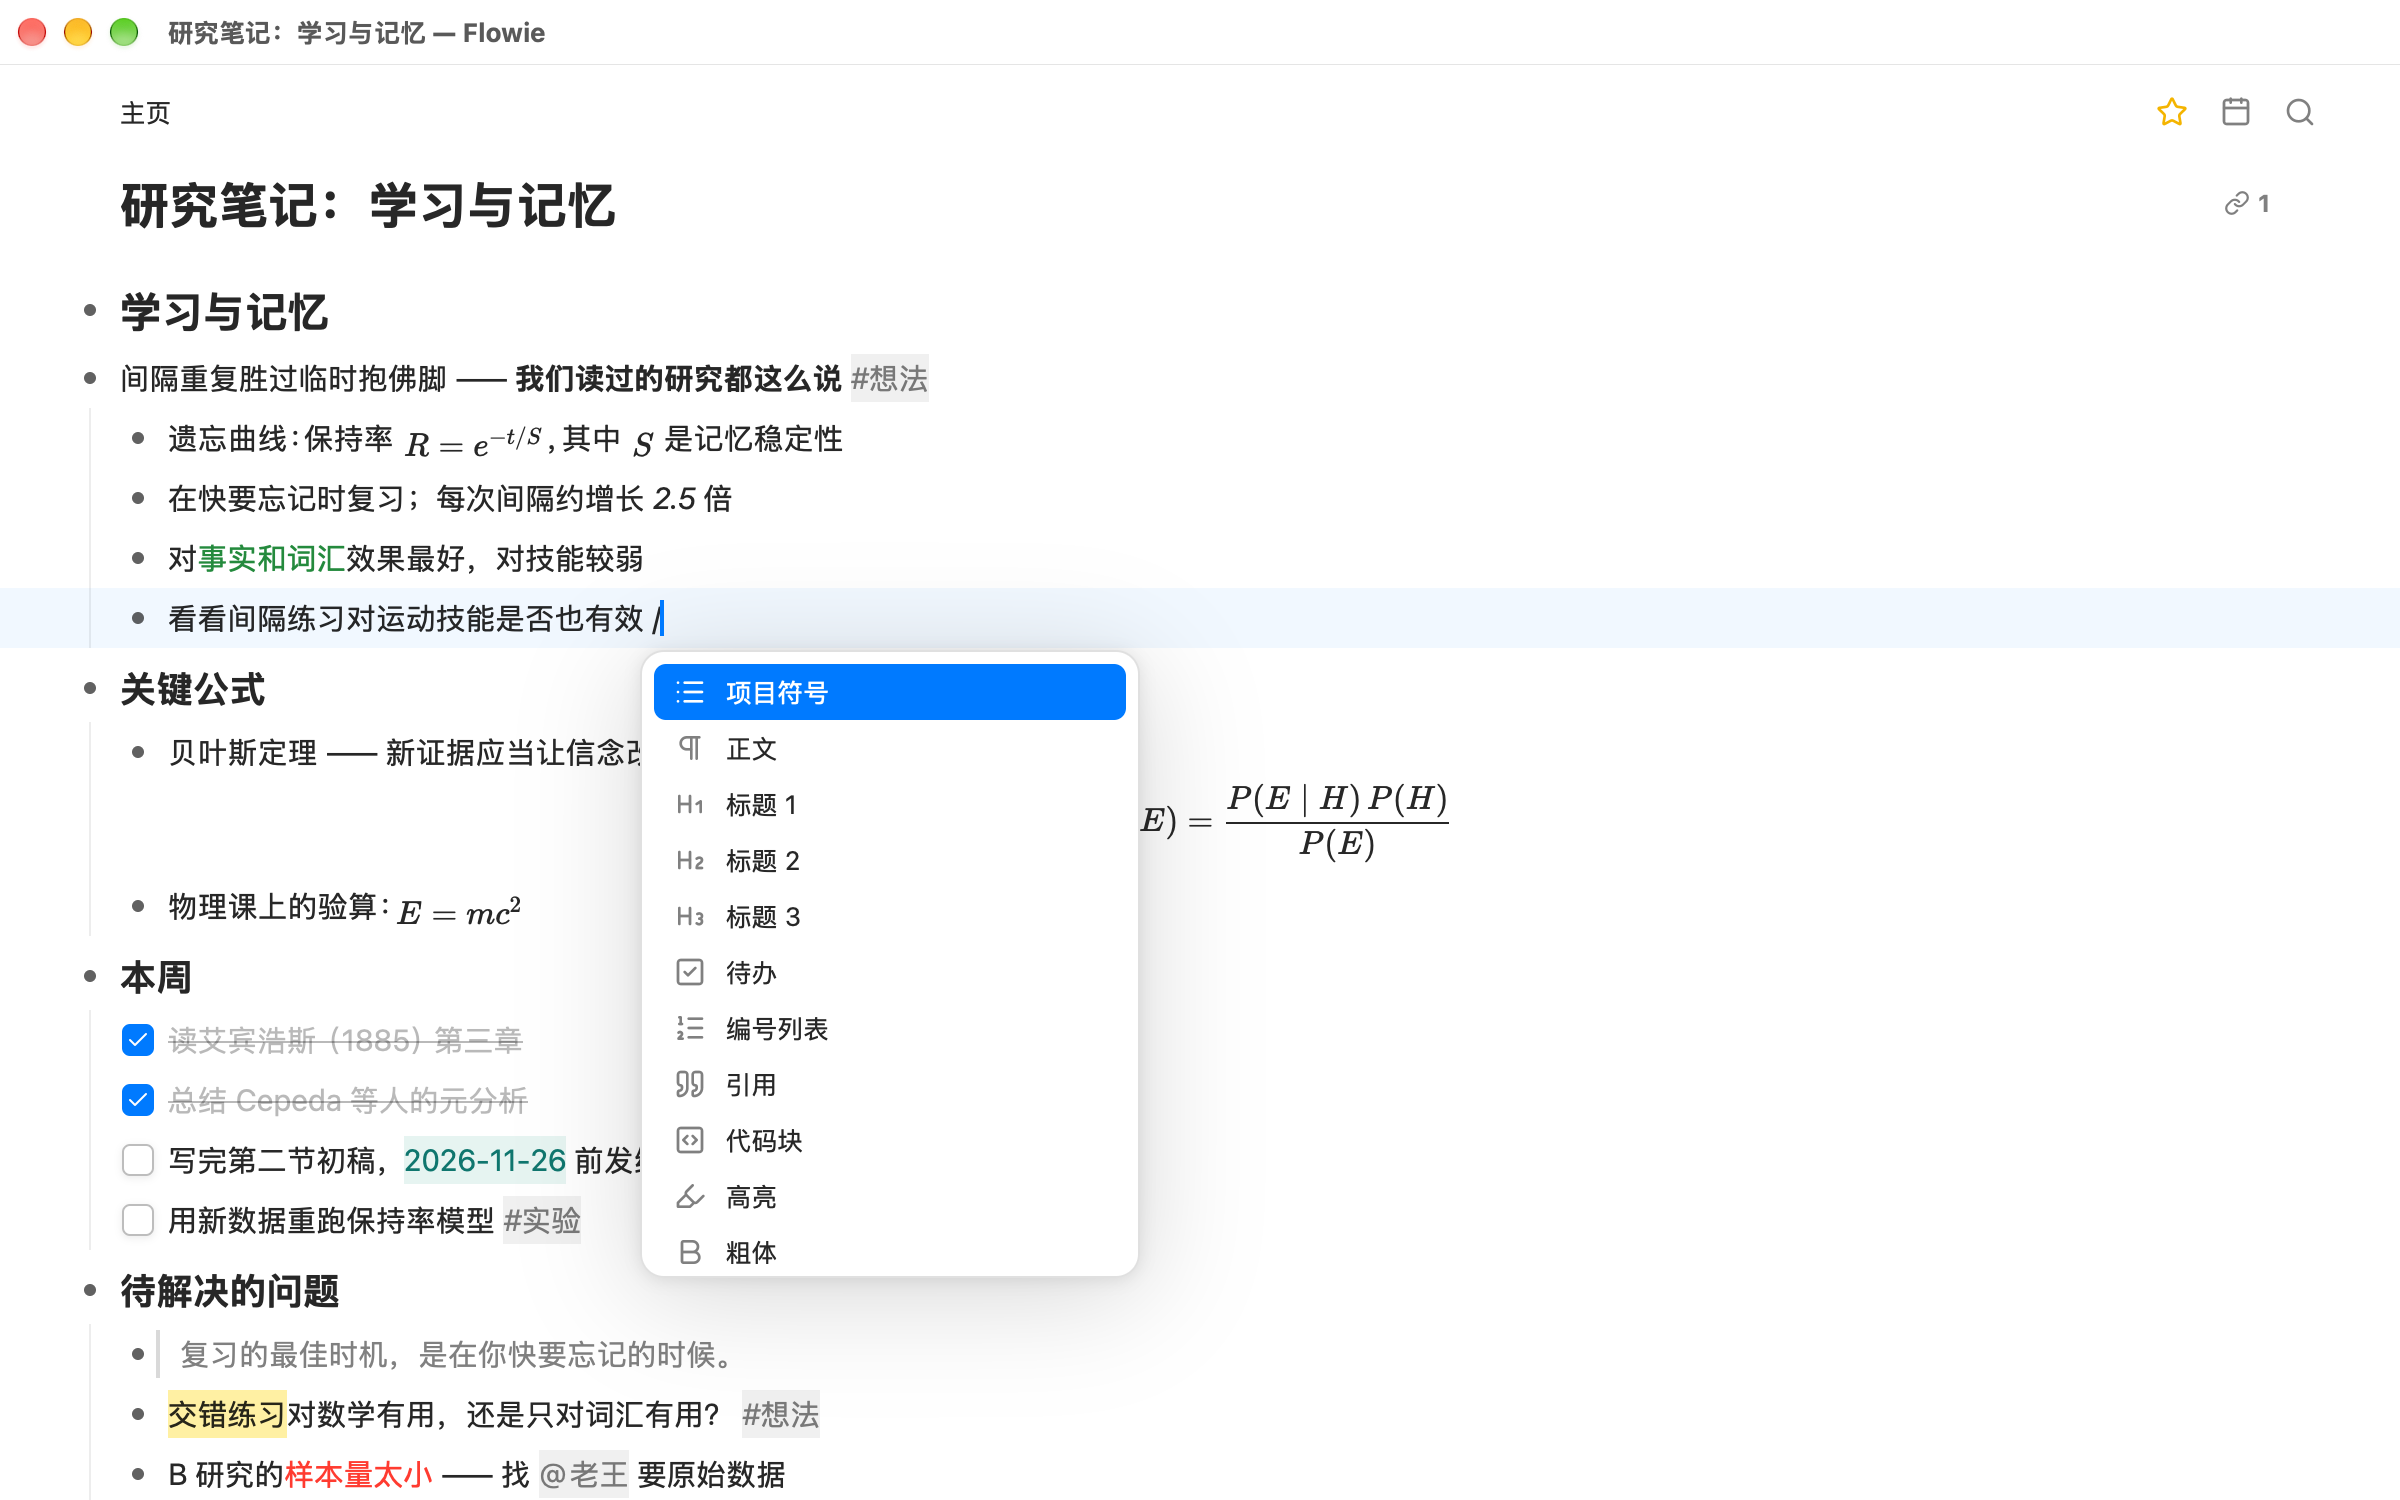 研究笔记：学习与记忆 — Flowie
主页
研究笔记：学习与记忆
1
学习与记忆
间隔重复胜过临时抱佛脚 —— 我们读过的研究都这么说 #想法
遗忘曲线：保持率 R = e^{-t/S}, 其中 S 是记忆稳定性
在快要忘记时复习；每次间隔约增长 2.5 倍
对事实和词汇效果最好，对技能较弱
看看间隔练习对运动技能是否也有效 /
项目符号
正文
H1 标题 1
H2 标题 2
H3 标题 3
待办
编号列表
引用
代码块
高亮
B 粗体
关键公式
贝叶斯定理 —— 新证据应当让信念
E) = P(E | H) P(H) / P(E)
物理课上的验算：E = mc²
本周
读艾宾浩斯（1885）第三章
总结 Cepeda 等人的元分析
写完第二节初稿，2026-11-26 前发
用新数据重跑保持率模型 #实验
待解决的问题
复习的最佳时机，是在你快要忘记的时候。
交错练习对数学有用，还是只对词汇有用？ #想法
B 研究的样本量太小 —— 找 @老王 要原始数据